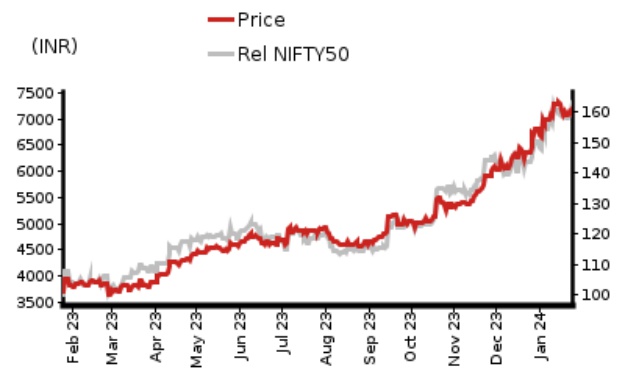 Price
(INR)
Rel NIFTY50
7500
7000
6500
6000
5500
5000
4500
4000
3500
160
150
140
130
120
110
100
Feb 23
Mar 23
Apr 23
May 23
Jun 23
Jul 23
Aug 23
Sep 23
Oct 23
Nov 23
Dec 23
Jan 24